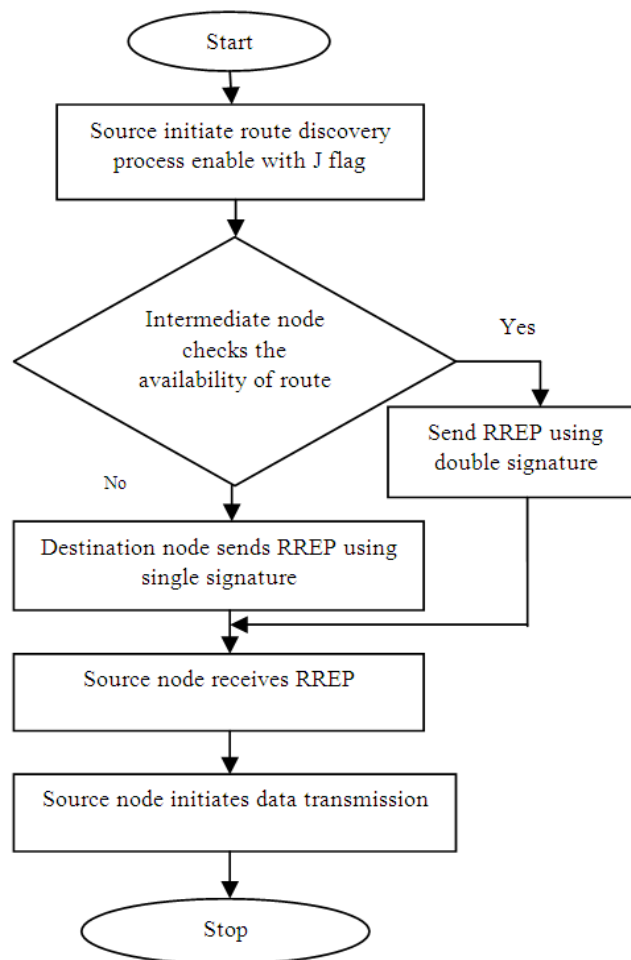 Start
Source initiate route discovery
process enable with J flag
Intermediate node
checks the
availability of route
Yes
Send RREP using
double signature
No
Destination node sends RREP using
single signature
Source node receives RREP
Source node initiates data transmission
Stop